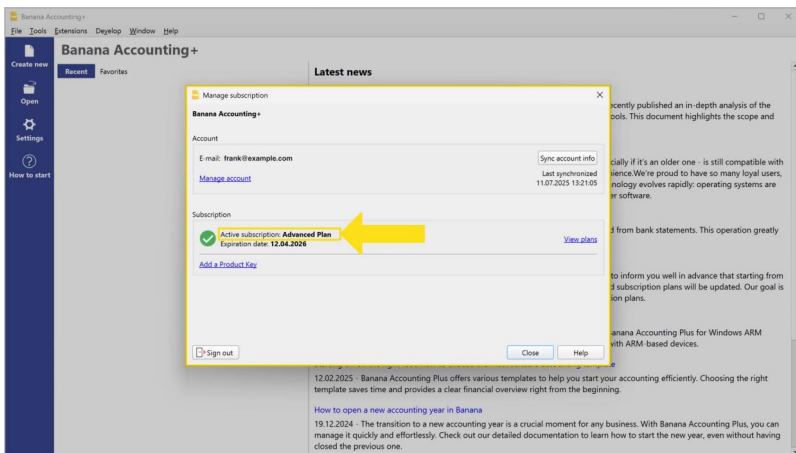 Banana Accounting+
File Tools Extensions Develop Window Help
Create new
Open
Settings
How to start
Banana Accounting+
Recent Favorites
Latest news
recently published an in-depth analysis of the
ools. This document highlights the scope and
cially if it's an older one - is still compatible with
ience.We're proud to have so many loyal users,
nology evolves rapidly: operating systems are
er software.
d from bank statements. This operation greatly
to inform you well in advance that starting from
d subscription plans will be updated. Our goal is
ion plans.
anana Accounting Plus for Windows ARM
with ARM-based devices.
12.02.2025 - Banana Accounting Plus offers various templates to help you start your accounting efficiently. Choosing the right
template saves time and provides a clear financial overview right from the beginning.
How to open a new accounting year in Banana
19.12.2024 - The transition to a new accounting year is a crucial moment for any business. With Banana Accounting Plus, you can
manage it quickly and effortlessly. Check out our detailed documentation to learn how to start the new year, even without having
closed the previous one.
Manage subscription
Banana Accounting+
Account
E-mail: frank@example.com
Sync account info
Manage account
Last synchronized
11.07.2025 13:21:05
Subscription
Active subscription: Advanced Plan
Expiration date: 12.04.2026
View plans
Add a Product Key
Sign out
Close
Help